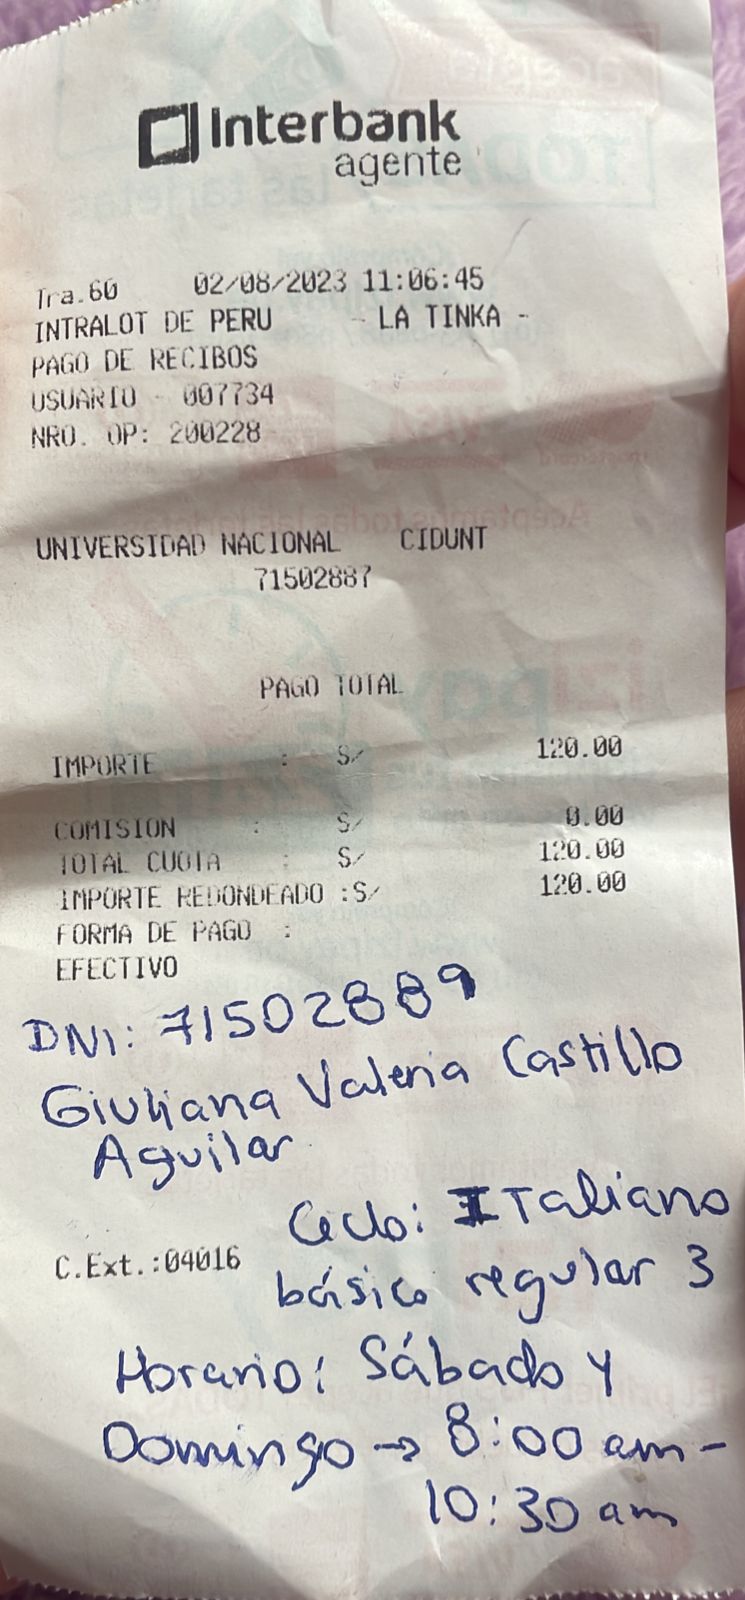 Interbank
agente
Tra.60 02/08/2023 11:06:45
INTRALOT DE PERU - LA TINKA -
PAGO DE RECIBOS
USUARIO - 007734
NRO. OP: 200228
UNIVERSIDAD NACIONAL CIDUNT
71502887
PAGO TOTAL
IMPORTE : S/ 120.00
COMISION : S/ 0.00
TOTAL CUOTA : S/ 120.00
IMPORTE REDONDEADO :S/ 120.00
FORMA DE PAGO :
EFECTIVO
DNI: 71502889
Giuliana Valeria Castillo
Aguilar
Ciclo: ITaliano
C.Ext.:04016
básico regular 3
Horario: Sábado y
Domingo → 8:00 am -
10:30 am